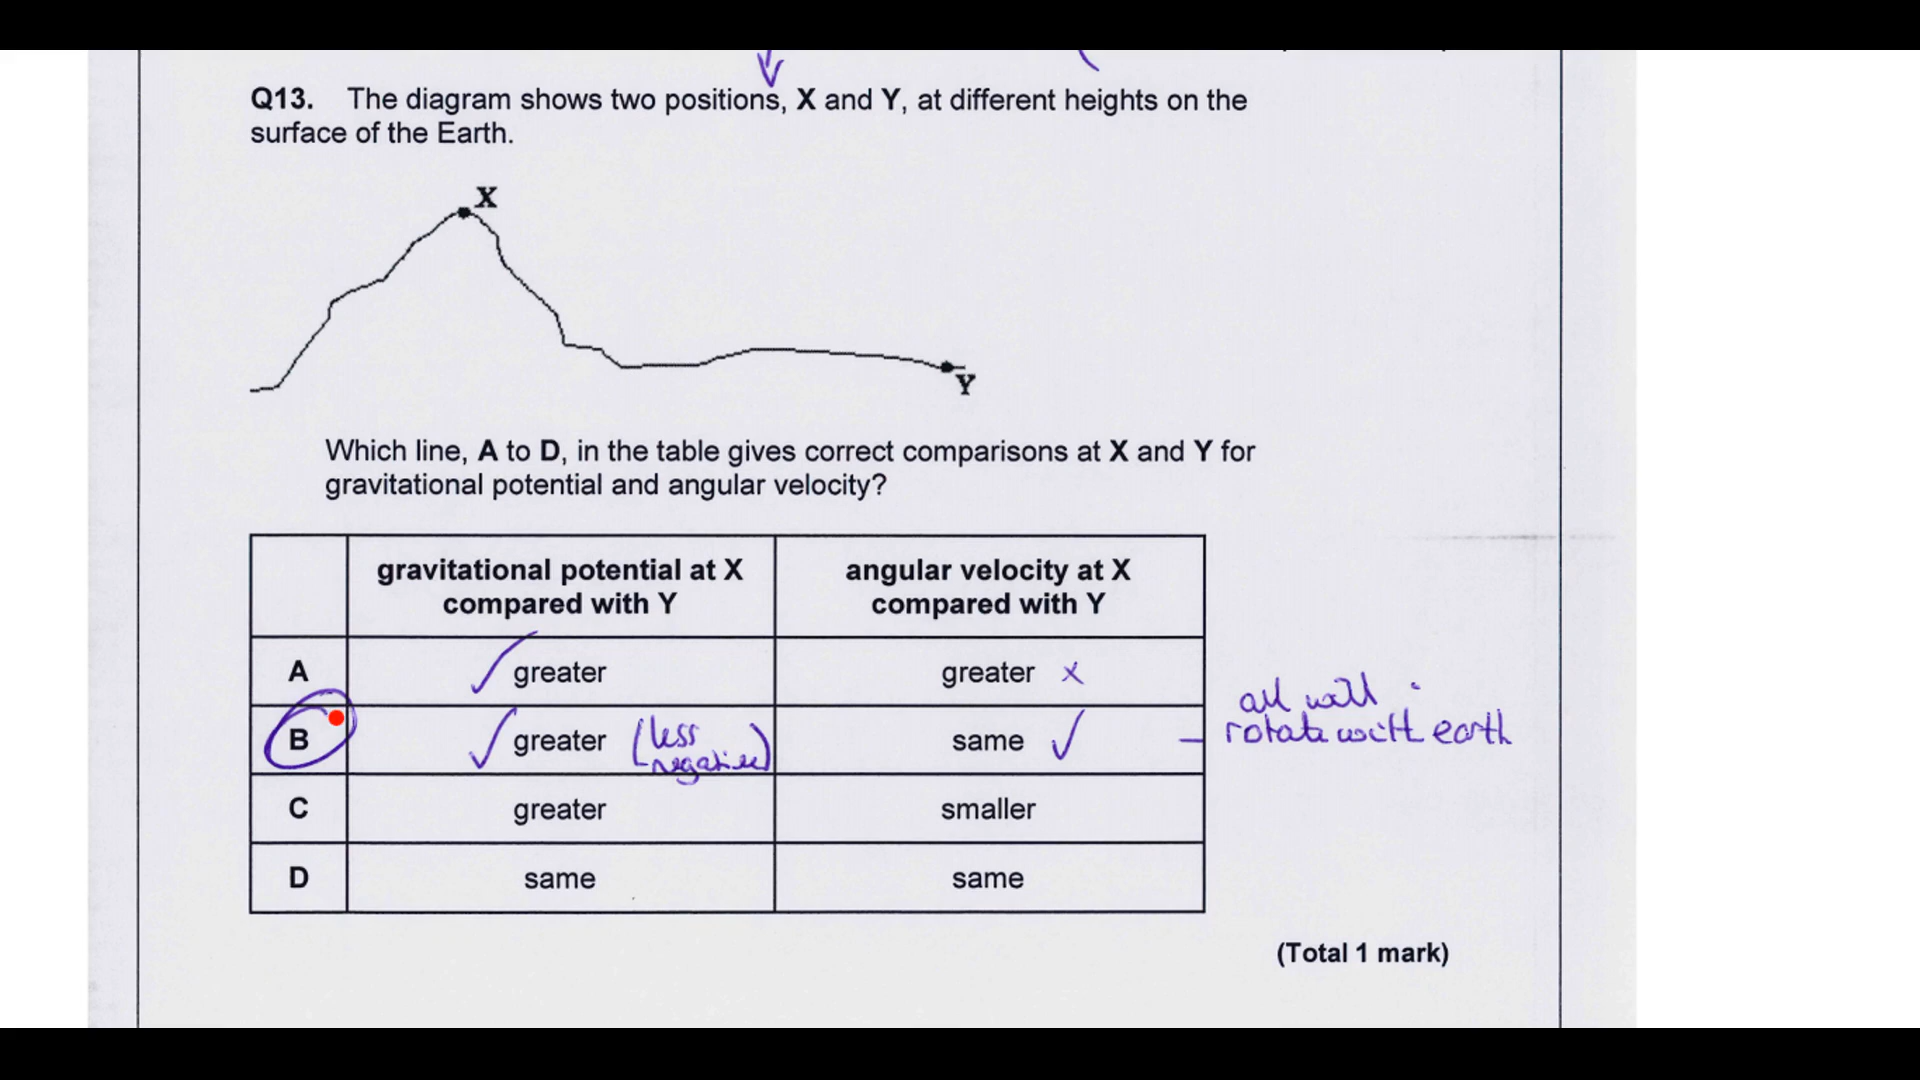 Q13. The diagram shows two positions, X and Y, at different heights on the
surface of the Earth.
X
Y
Which line, A to D, in the table gives correct comparisons at X and Y for
gravitational potential and angular velocity?
gravitational potential at X
compared with Y
angular velocity at X
compared with Y
A ✓ greater greater x
B ✓ greater (less negative) same ✓ - all will
rotate with earth
C greater smaller
D same same
(Total 1 mark)